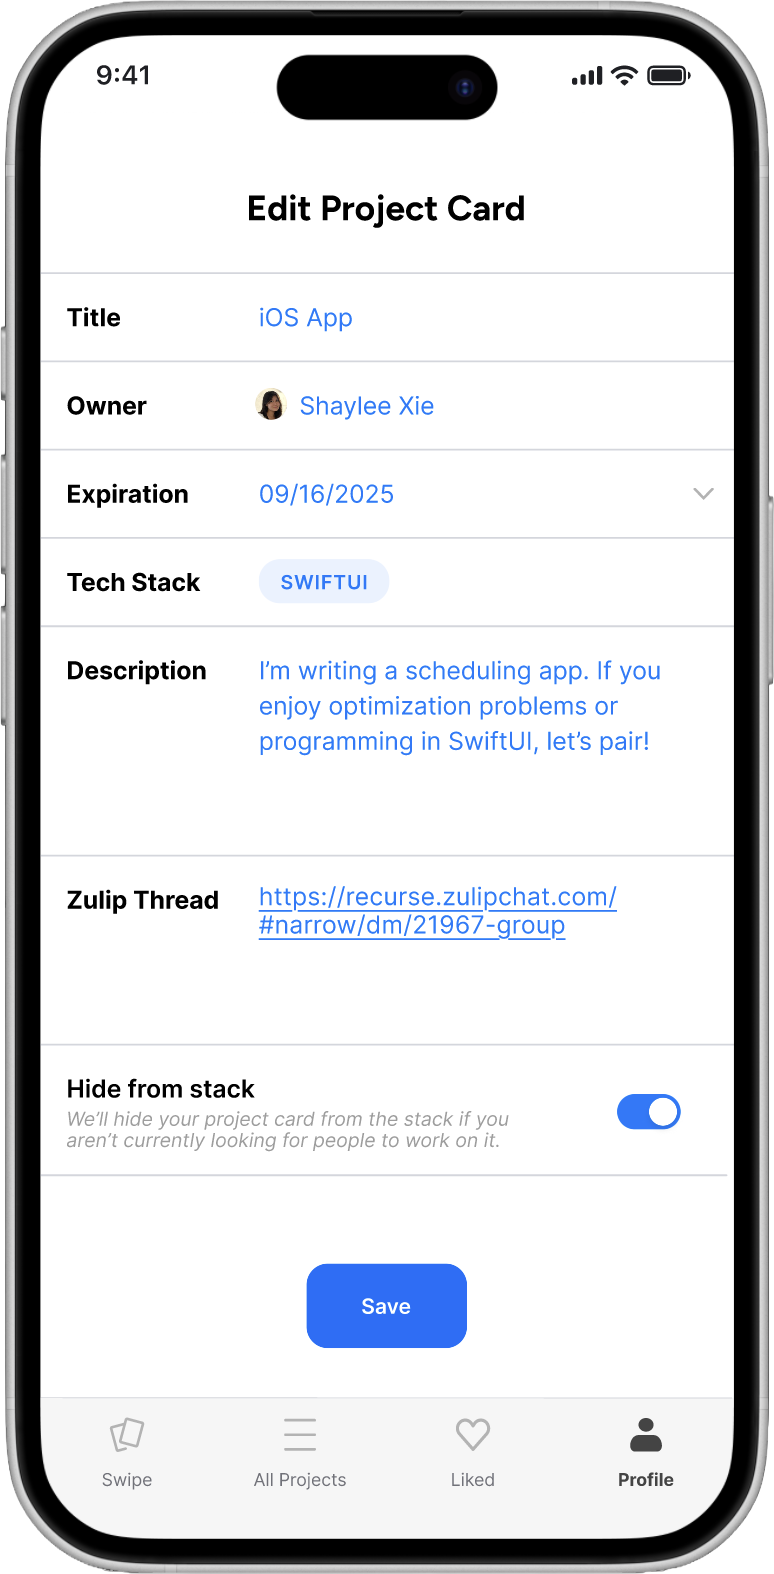 9:41
Edit Project Card
Title
iOS App
Owner
Shaylee Xie
Expiration
09/16/2025
Tech Stack
SWIFTUI
Description
I’m writing a scheduling app. If you
enjoy optimization problems or
programming in SwiftUI, let’s pair!
Zulip Thread
https://recurse.zulipchat.com/
#narrow/dm/21967-group
Hide from stack
We’ll hide your project card from the stack if you
aren’t currently looking for people to work on it.
Save
Swipe
All Projects
Liked
Profile